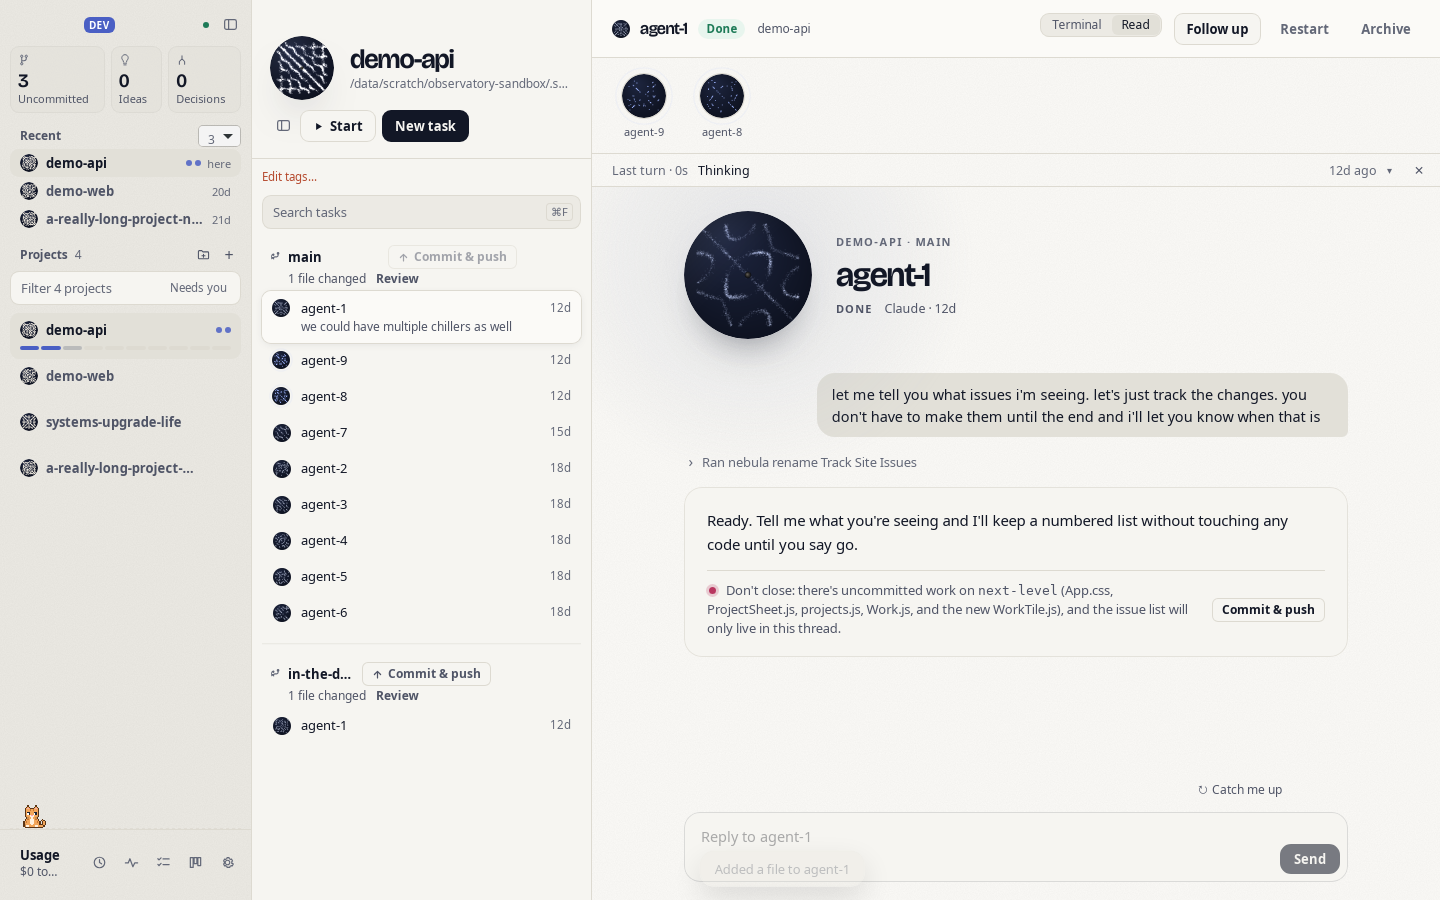 DEV
3
Uncommitted
0
Ideas
0
Decisions
Recent
3
demo-api
here
demo-web
20d
a-really-long-project-n...
21d
Projects 4
+
Filter 4 projects
Needs you
demo-api
demo-web
systems-upgrade-life
a-really-long-project-...
Usage
$0 to...
demo-api
/data/scratch/observatory-sandbox/.s...
Start
New task
Edit tags...
Search tasks
⌘F
main
Commit & push
1 file changed Review
agent-1
12d
we could have multiple chillers as well
agent-9
12d
agent-8
12d
agent-7
15d
agent-2
18d
agent-3
18d
agent-4
18d
agent-5
18d
agent-6
18d
in-the-d...
Commit & push
1 file changed Review
agent-1
12d
agent-1
Done
demo-api
Terminal
Read
Follow up
Restart
Archive
agent-9
agent-8
Last turn · 0s Thinking
12d ago
DEMO-API · MAIN
agent-1
DONE Claude · 12d
let me tell you what issues i'm seeing. let's just track the changes. you
don't have to make them until the end and i'll let you know when that is
Ran nebula rename Track Site Issues
Ready. Tell me what you're seeing and I'll keep a numbered list without touching any
code until you say go.
Don't close: there's uncommitted work on next-level (App.css,
ProjectSheet.js, projects.js, Work.js, and the new WorkTile.js), and the issue list will
only live in this thread.
Commit & push
Catch me up
Reply to agent-1
Added a file to agent-1
Send